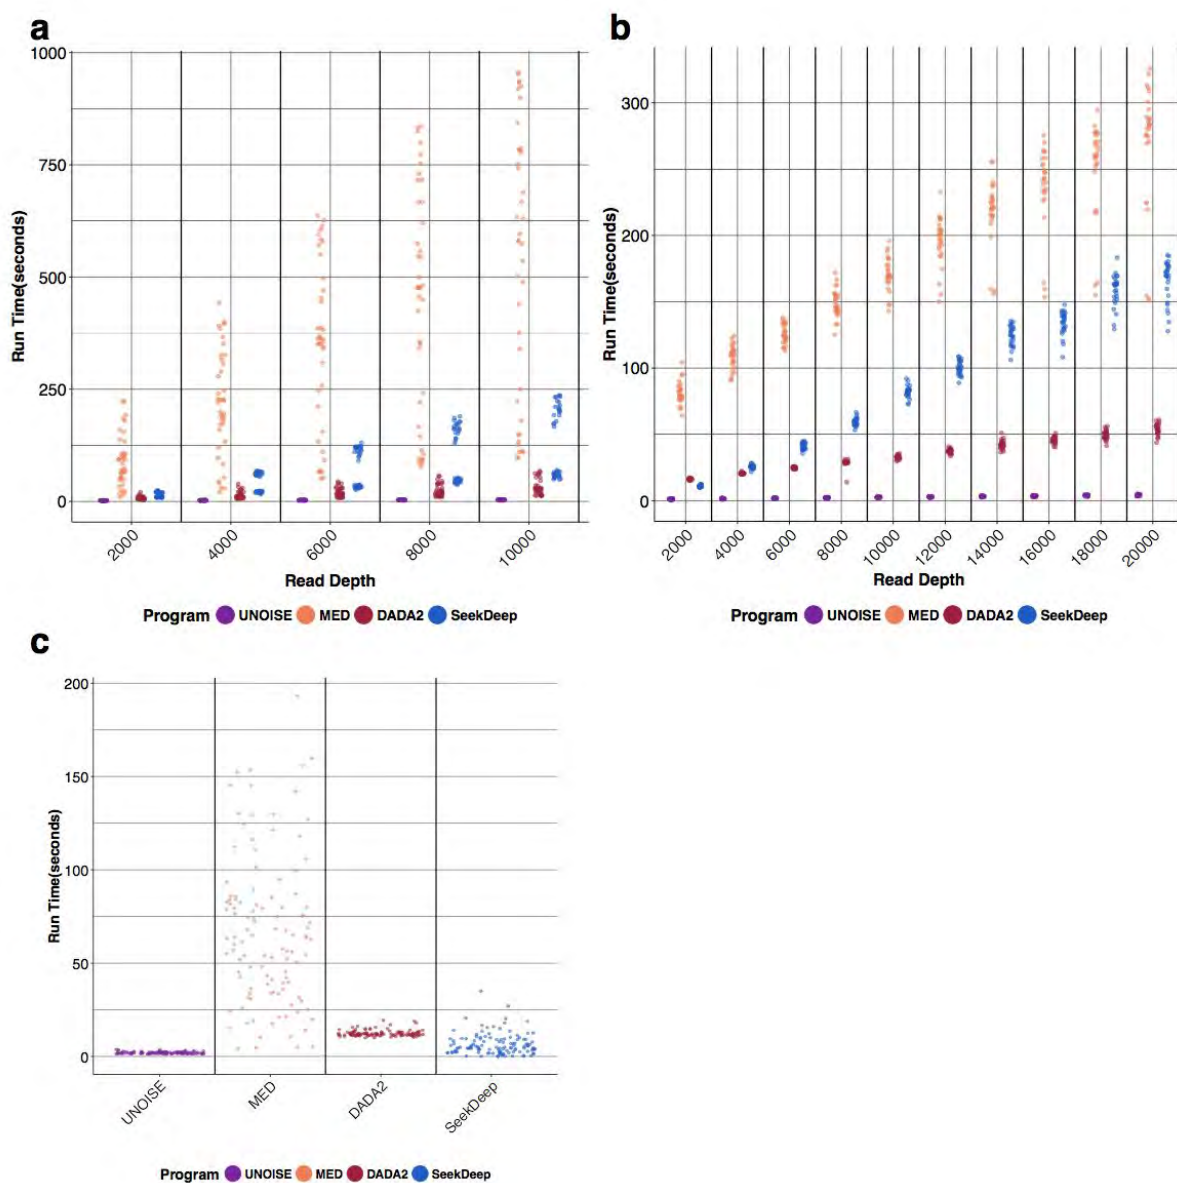 a
1000
750
500
250
0
Run Time(seconds)
2000 4000 6000 8000 10000
Read Depth
Program UNOISE MED DADA2 SeekDeep
b
300
200
100
0
Run Time(seconds)
2000 4000 6000 8000 10000 12000 14000 16000 18000 20000
Read Depth
Program UNOISE MED DADA2 SeekDeep
c
200
150
100
50
0
Run Time(seconds)
UNOISE MED DADA2 SeekDeep
Program UNOISE MED DADA2 SeekDeep